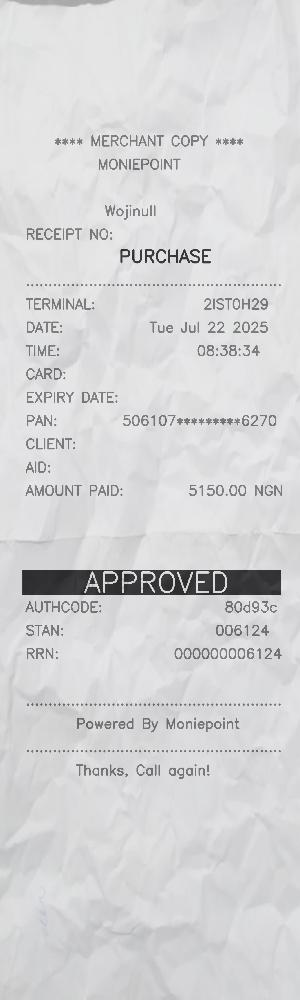 **** MERCHANT COPY ****
MONIEPOINT
Wojinull
RECEIPT NO:
PURCHASE
TERMINAL: 2IST0H29
DATE: Tue Jul 22 2025
TIME: 08:38:34
CARD:
EXPIRY DATE:
PAN: 506107*********6270
CLIENT:
AID:
AMOUNT PAID: 5150.00 NGN
APPROVED
AUTHCODE: 80d93c
STAN: 006124
RRN: 000000006124
Powered By Moniepoint
Thanks, Call again!